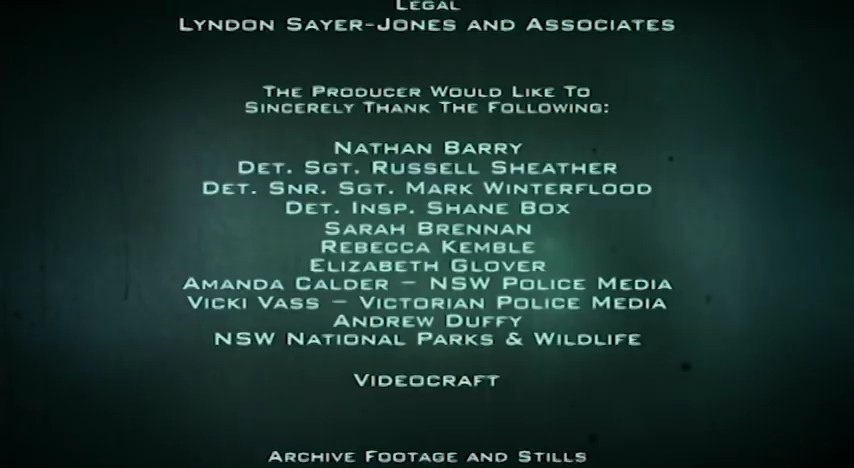 LEGAL
LYNDON SAYER-JONES AND ASSOCIATES
THE PRODUCER WOULD LIKE TO
SINCERELY THANK THE FOLLOWING:
NATHAN BARRY
DET. SGT. RUSSELL SHEATHER
DET. SNR. SGT. MARK WINTERFLOOD
DET. INSP. SHANE BOX
SARAH BRENNAN
REBECCA KEMBLE
ELIZABETH GLOVER
AMANDA CALDER – NSW POLICE MEDIA
VICKI VASS – VICTORIAN POLICE MEDIA
ANDREW DUFFY
NSW NATIONAL PARKS & WILDLIFE
VIDEOCRAFT
ARCHIVE FOOTAGE AND STILLS